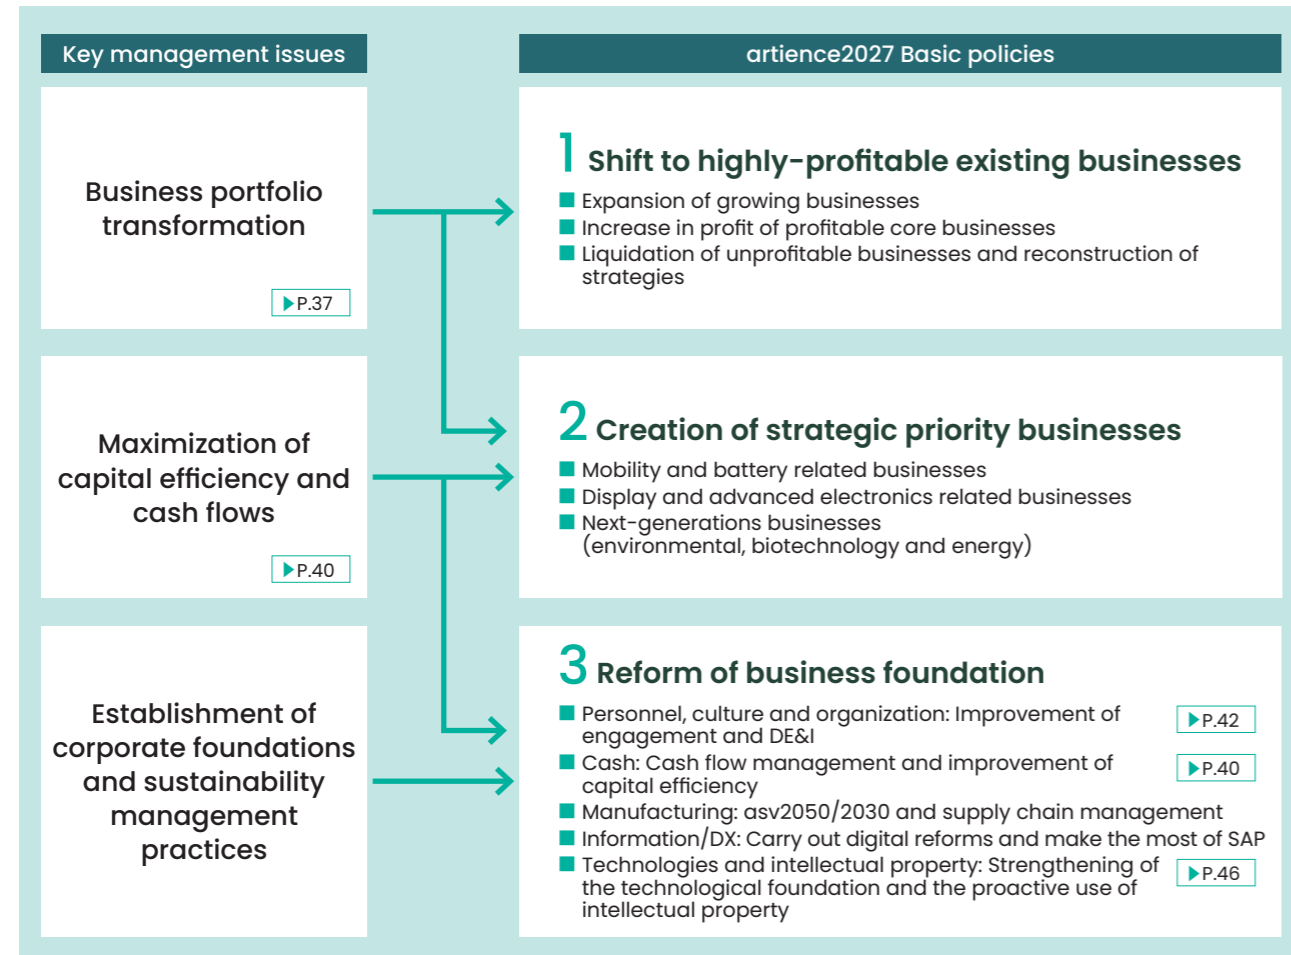 Key management issues
artience2027 Basic policies
Business portfolio
transformation
P.37
1 Shift to highly-profitable existing businesses
Expansion of growing businesses
Increase in profit of profitable core businesses
Liquidation of unprofitable businesses and reconstruction of
strategies
Maximization of
capital efficiency and
cash flows
P.40
2 Creation of strategic priority businesses
Mobility and battery related businesses
Display and advanced electronics related businesses
Next-generations businesses
(environmental, biotechnology and energy)
Establishment of
corporate foundations
and sustainability
management
practices
3 Reform of business foundation
Personnel, culture and organization: Improvement of
engagement and DE&I
P.42
Cash: Cash flow management and improvement of
capital efficiency
P.40
Manufacturing: asv2050/2030 and supply chain management
Information/DX: Carry out digital reforms and make the most of SAP
Technologies and intellectual property: Strengthening of
the technological foundation and the proactive use of
intellectual property
P.46